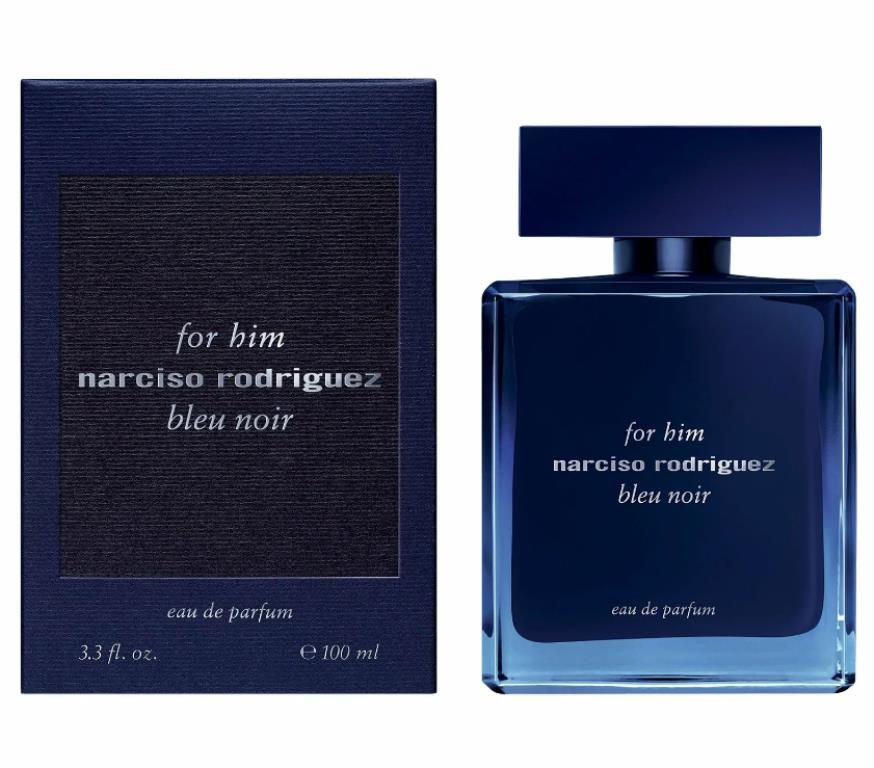 for him
narciso rodriguez
bleu noir
eau de parfum
3.3 fl. oz.
℮ 100 ml
for him
narciso rodriguez
bleu noir
eau de parfum